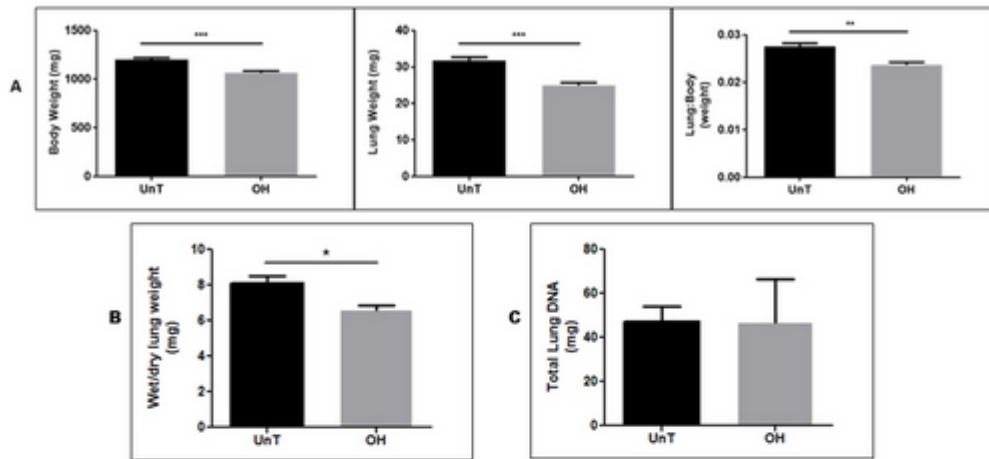 A
Body Weight (mg)
1500
1000
500
0
***
UnT
OH
Lung Weight (mg)
40
30
20
10
0
***
UnT
OH
Lung:Body
(weight)
0.03
0.02
0.01
0.00
**
UnT
OH
B
Wet/dry lung weight
(mg)
10
8
6
4
2
0
*
UnT
OH
C
Total Lung DNA
(mg)
80
60
40
20
0
UnT
OH